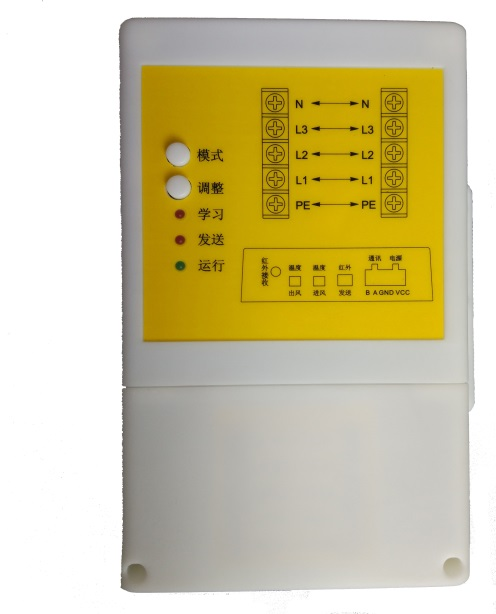 N N
L3 L3
L2 L2
L1 L1
PE PE
模式
调整
学习
发送
运行
红外接收
温度
出风
温度
进风
红外
发送
通讯 电源
B A GND VCC